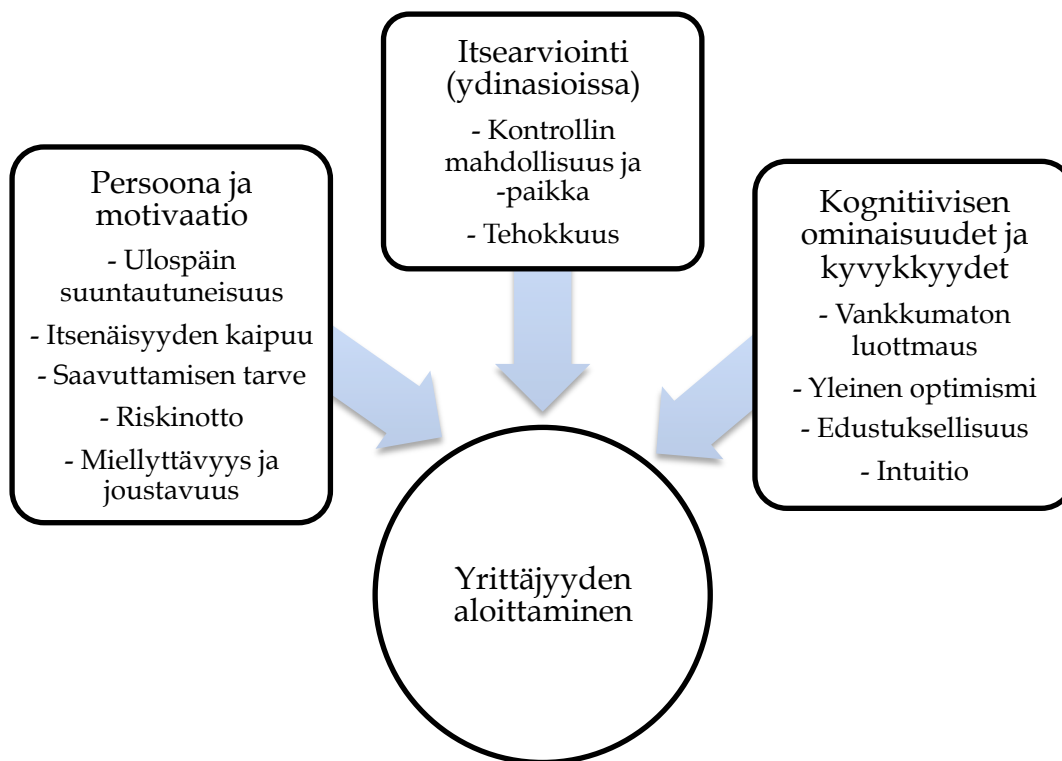 Persoona ja
motivaatio
- Ulospäin
suuntautuneisuus
- Itsenäisyyden kaipuu
- Saavuttamisen tarve
- Riskinotto
- Miellyttävyys ja
joustavuus
Itsearviointi
(ydinasioissa)
- Kontrollin
mahdollisuus ja
-paikka
- Tehokkuus
Kognitiivisen
ominaisuudet ja
kyvykkyydet
- Vankkumaton
luottmaus
- Yleinen optimismi
- Edustuksellisuus
- Intuitio
Yrittäjyyden
aloittaminen